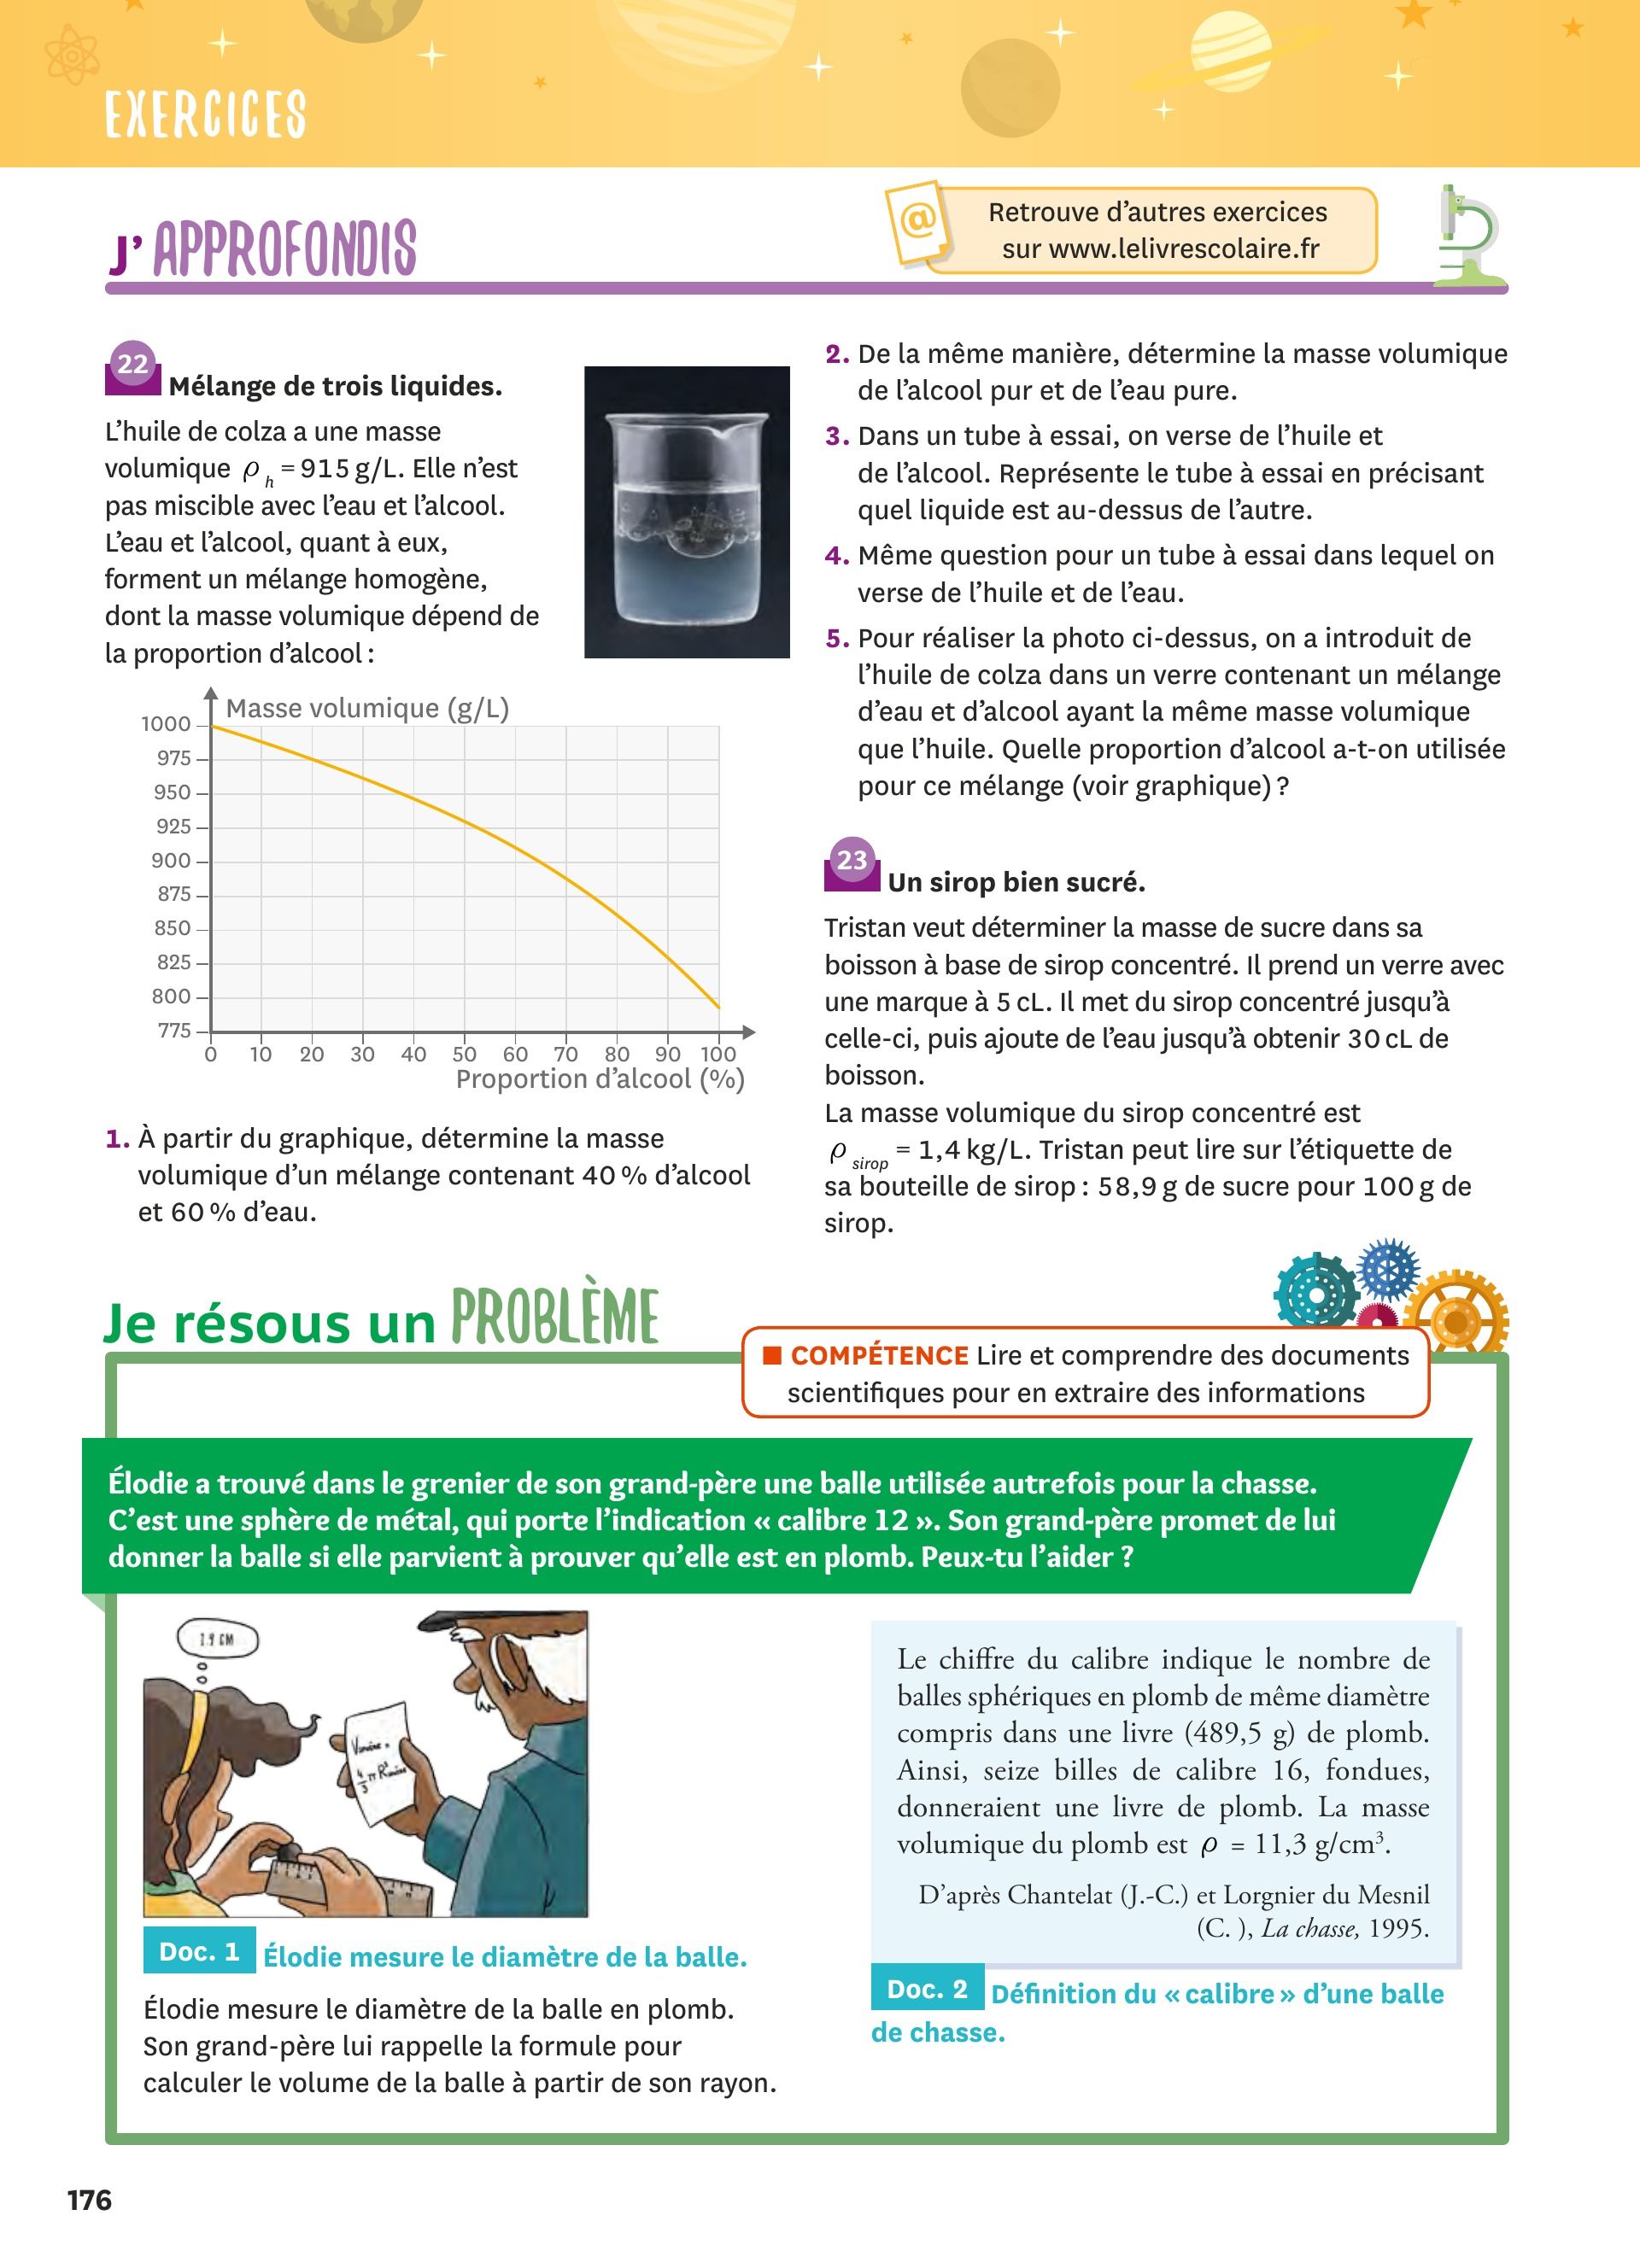 EXERCICES
J’APPROFONDIS
@
Retrouve d’autres exercices
sur www.lelivrescolaire.fr
22 Mélange de trois liquides.
L’huile de colza a une masse
volumique ρh = 915 g/L. Elle n’est
pas miscible avec l’eau et l’alcool.
L’eau et l’alcool, quant à eux,
forment un mélange homogène,
dont la masse volumique dépend de
la proportion d’alcool :
Masse volumique (g/L)
1000
975
950
925
900
875
850
825
800
775
0 10 20 30 40 50 60 70 80 90 100
Proportion d’alcool (%)
1. À partir du graphique, détermine la masse
volumique d’un mélange contenant 40 % d’alcool
et 60 % d’eau.
2. De la même manière, détermine la masse volumique
de l’alcool pur et de l’eau pure.
3. Dans un tube à essai, on verse de l’huile et
de l’alcool. Représente le tube à essai en précisant
quel liquide est au-dessus de l’autre.
4. Même question pour un tube à essai dans lequel on
verse de l’huile et de l’eau.
5. Pour réaliser la photo ci-dessus, on a introduit de
l’huile de colza dans un verre contenant un mélange
d’eau et d’alcool ayant la même masse volumique
que l’huile. Quelle proportion d’alcool a-t-on utilisée
pour ce mélange (voir graphique) ?
23 Un sirop bien sucré.
Tristan veut déterminer la masse de sucre dans sa
boisson à base de sirop concentré. Il prend un verre avec
une marque à 5 cL. Il met du sirop concentré jusqu’à
celle-ci, puis ajoute de l’eau jusqu’à obtenir 30 cL de
boisson.
La masse volumique du sirop concentré est
ρsirop = 1,4 kg/L. Tristan peut lire sur l’étiquette de
sa bouteille de sirop : 58,9 g de sucre pour 100 g de
sirop.
Je résous un PROBLÈME
■ COMPÉTENCE Lire et comprendre des documents
scientifiques pour en extraire des informations
Élodie a trouvé dans le grenier de son grand-père une balle utilisée autrefois pour la chasse.
C’est une sphère de métal, qui porte l’indication « calibre 12 ». Son grand-père promet de lui
donner la balle si elle parvient à prouver qu’elle est en plomb. Peux-tu l’aider ?
1.9 CM
4/3 π R³
Doc. 1 Élodie mesure le diamètre de la balle.
Élodie mesure le diamètre de la balle en plomb.
Son grand-père lui rappelle la formule pour
calculer le volume de la balle à partir de son rayon.
Le chiffre du calibre indique le nombre de
balles sphériques en plomb de même diamètre
compris dans une livre (489,5 g) de plomb.
Ainsi, seize billes de calibre 16, fondues,
donneraient une livre de plomb. La masse
volumique du plomb est ρ = 11,3 g/cm³.
D’après Chantelat (J.-C.) et Lorgnier du Mesnil
(C. ), La chasse, 1995.
Doc. 2 Définition du « calibre » d’une balle
de chasse.
176